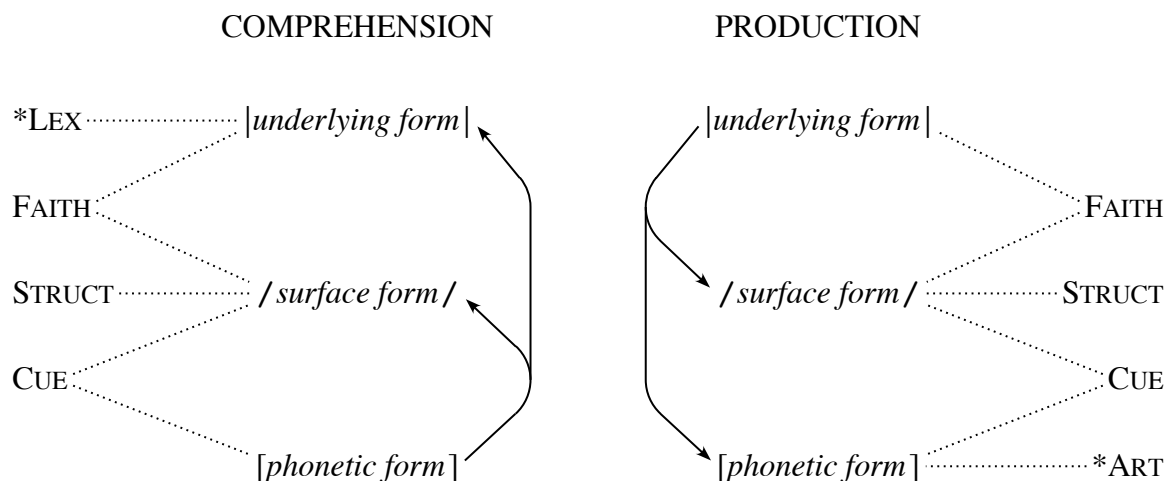 COMPREHENSION PRODUCTION
*LEX |underlying form| |underlying form|
FAITH FAITH
STRUCT /surface form/ /surface form/ STRUCT
CUE CUE
[phonetic form] [phonetic form] *ART